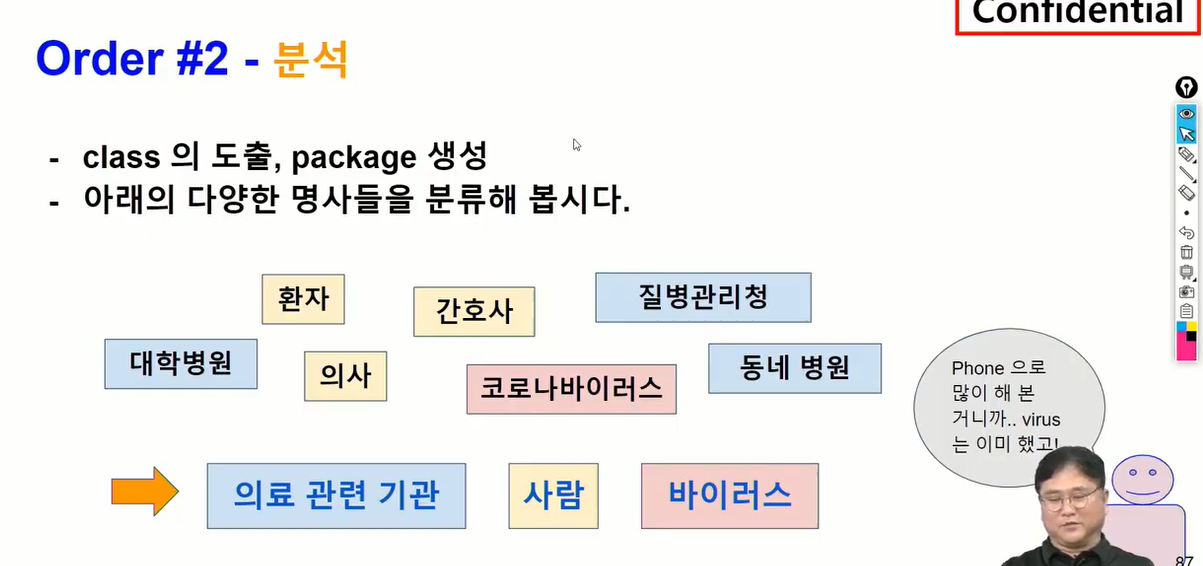 Confidential
Order #2 - 분석
- class 의 도출, package 생성
- 아래의 다양한 명사들을 분류해 봅시다.
환자
간호사
질병관리청
대학병원
의사
코로나바이러스
동네 병원
Phone 으로
많이 해 본
거니까.. virus
는 이미 했고!
의료 관련 기관
사람
바이러스
87